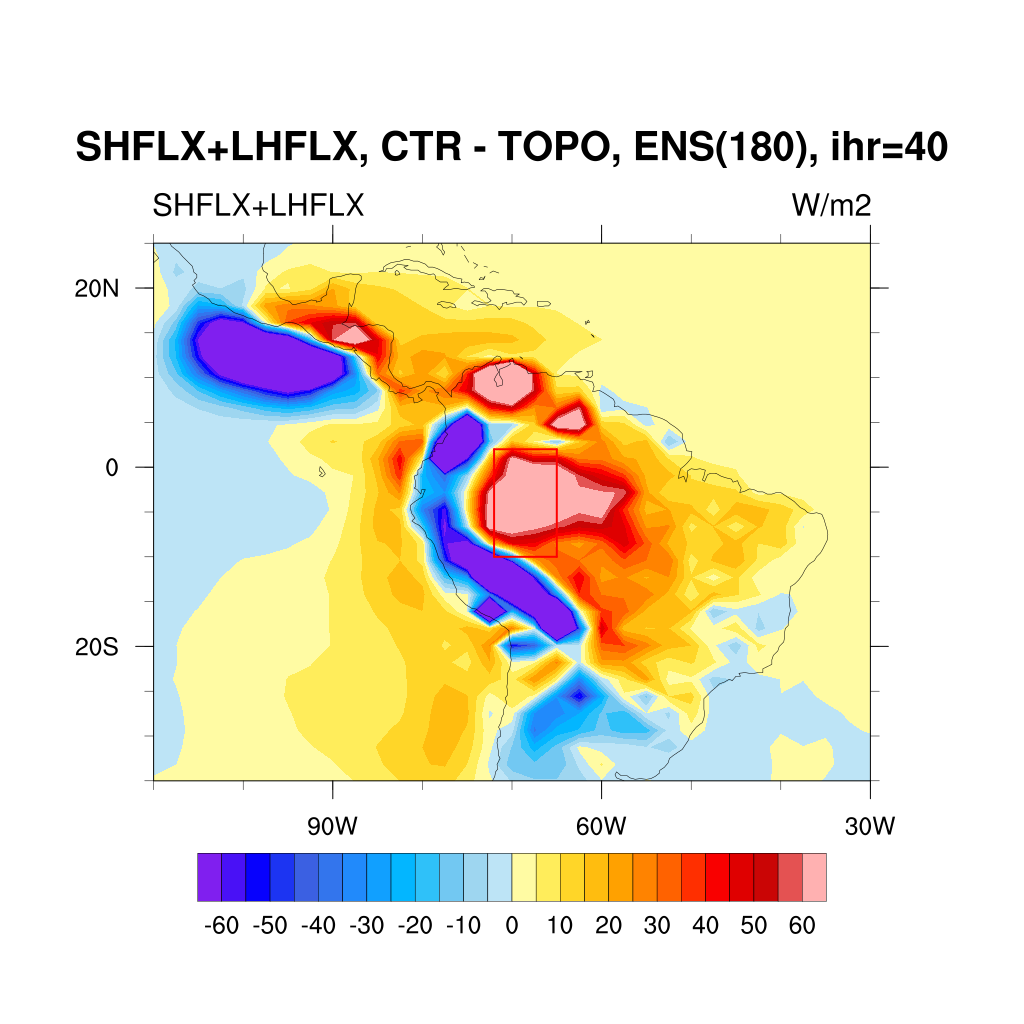 SHFLX+LHFLX, CTR - TOPO, ENS(180), ihr=40
SHFLX+LHFLX W/m2
20N
0
20S
90W 60W 30W
-60 -50 -40 -30 -20 -10 0 10 20 30 40 50 60